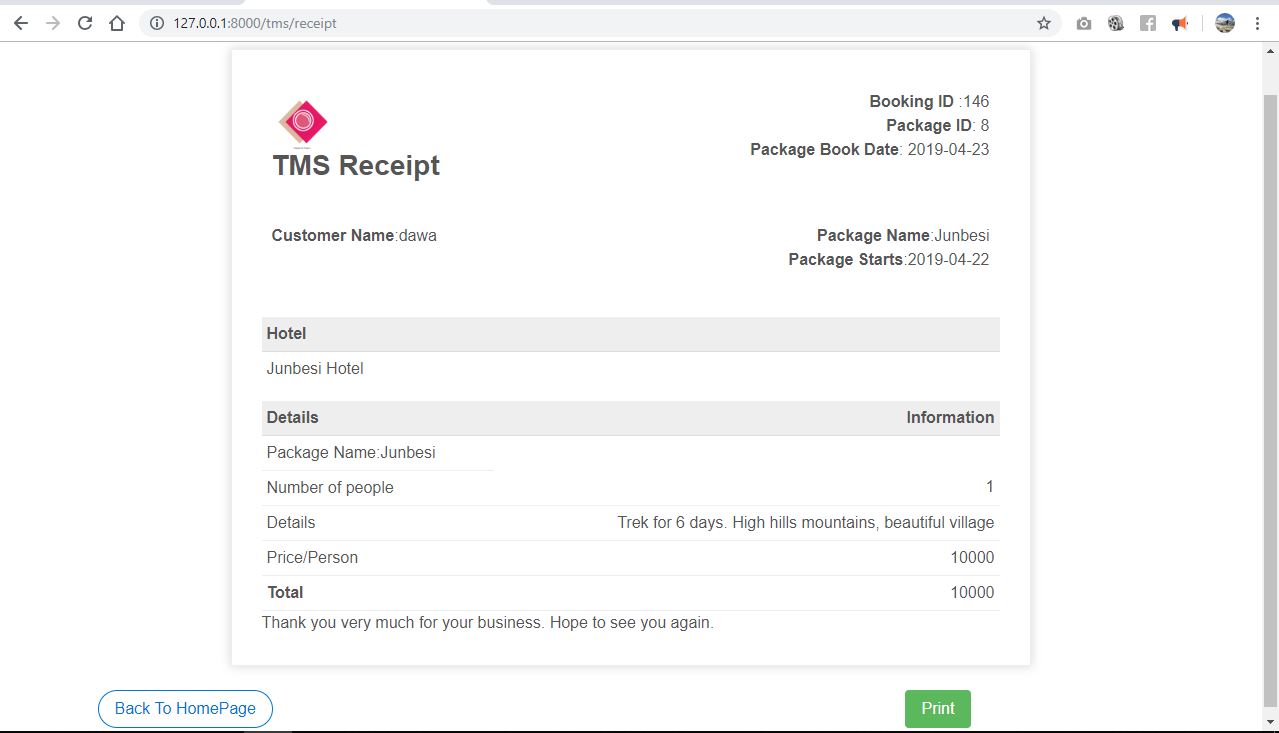 127.0.0.1:8000/tms/receipt
Booking ID :146
Package ID: 8
Package Book Date: 2019-04-23
TMS Receipt
Customer Name:dawa
Package Name:Junbesi
Package Starts:2019-04-22
Hotel
Junbesi Hotel
Details Information
Package Name:Junbesi
Number of people 1
Details Trek for 6 days. High hills mountains, beautiful village
Price/Person 10000
Total 10000
Thank you very much for your business. Hope to see you again.
Back To HomePage Print